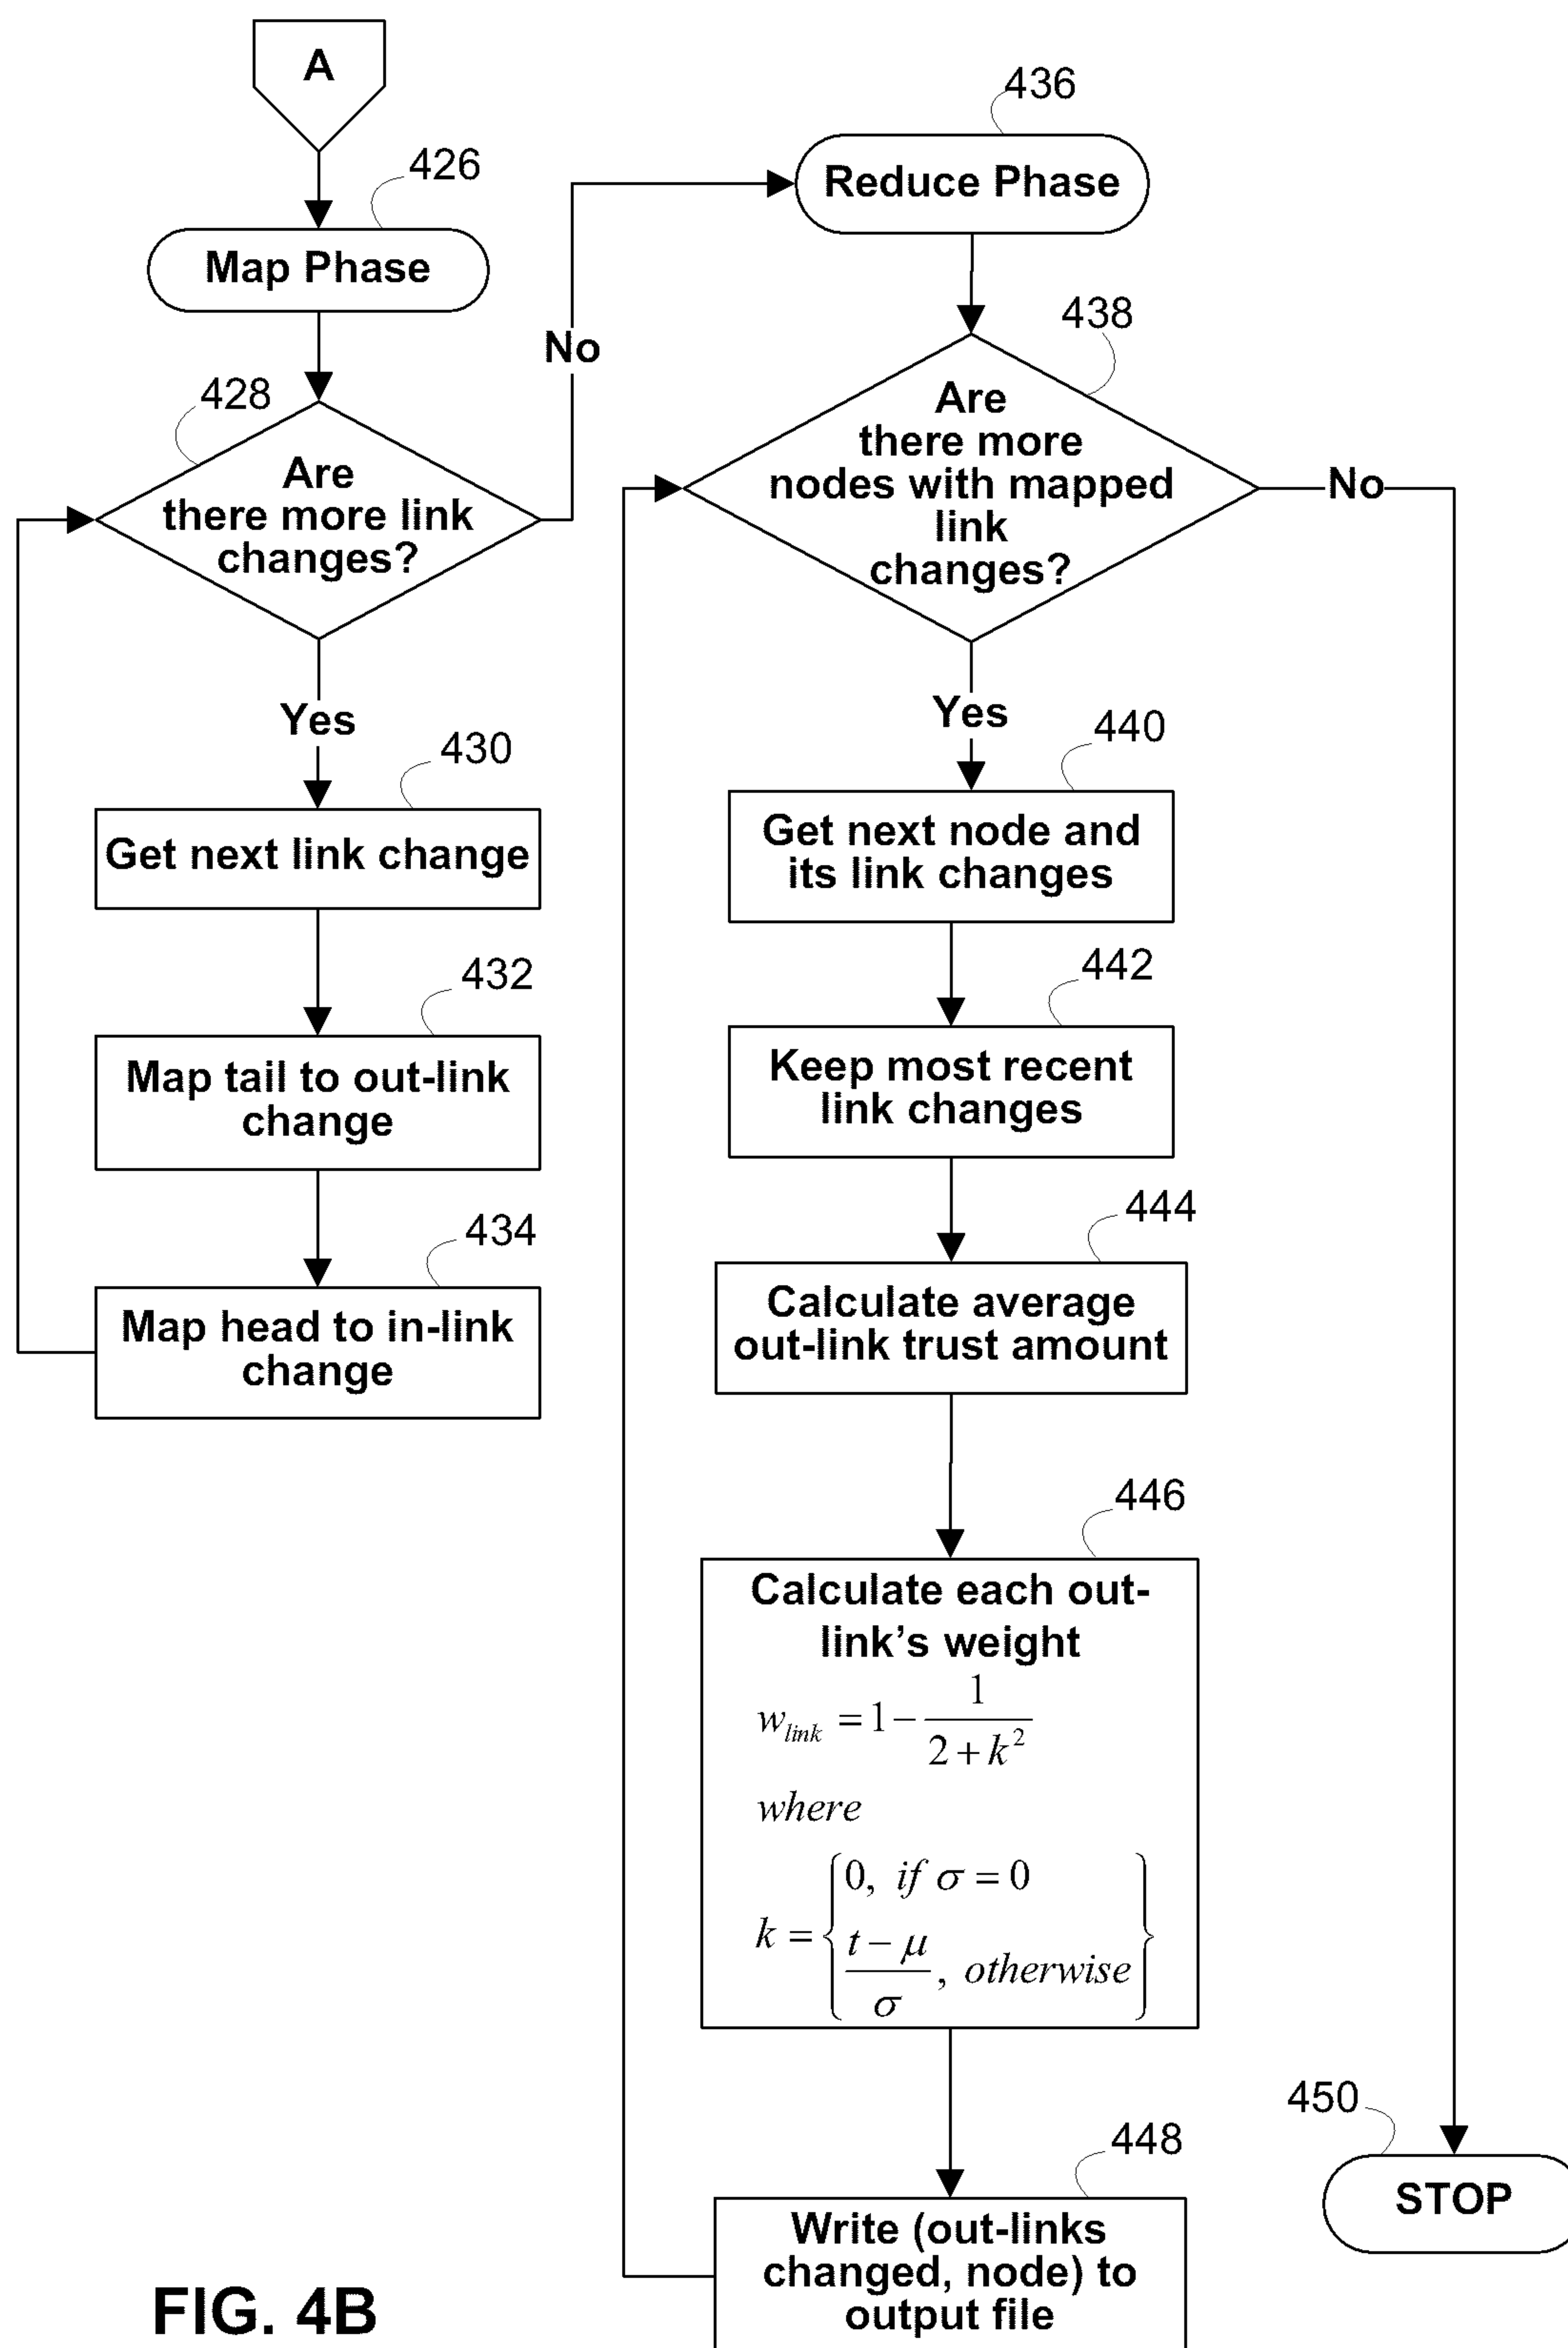 A
426
Map Phase
428
Are
there more link
changes?
No
Yes
430
Get next link change
432
Map tail to out-link
change
434
Map head to in-link
change
436
Reduce Phase
438
Are
there more
nodes with mapped
link
changes?
No
Yes
440
Get next node and
its link changes
442
Keep most recent
link changes
444
Calculate average
out-link trust amount
446
Calculate each out-
link's weight
w_link = 1 - 1 / (2 + k²)
where
k = { 0, if σ = 0
(t - μ) / σ, otherwise }
448
Write (out-links
changed, node) to
output file
450
STOP
FIG. 4B